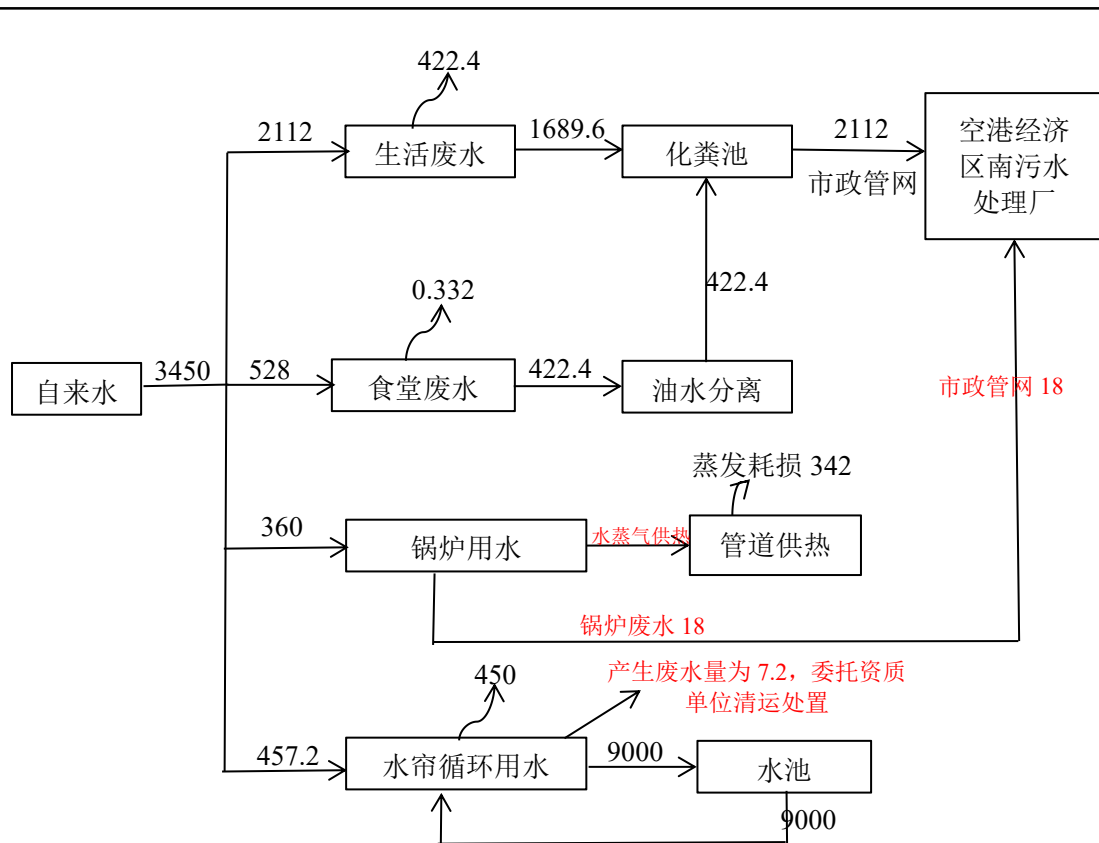 422.4
2112
生活废水
1689.6
化粪池
2112
市政管网
空港经济
区南污水
处理厂
422.4
0.332
自来水
3450
528
食堂废水
422.4
油水分离
市政管网 18
蒸发耗损 342
360
锅炉用水
水蒸气供热
管道供热
锅炉废水 18
450
产生废水量为 7.2，委托资质
单位清运处置
457.2
水帘循环用水
9000
水池
9000